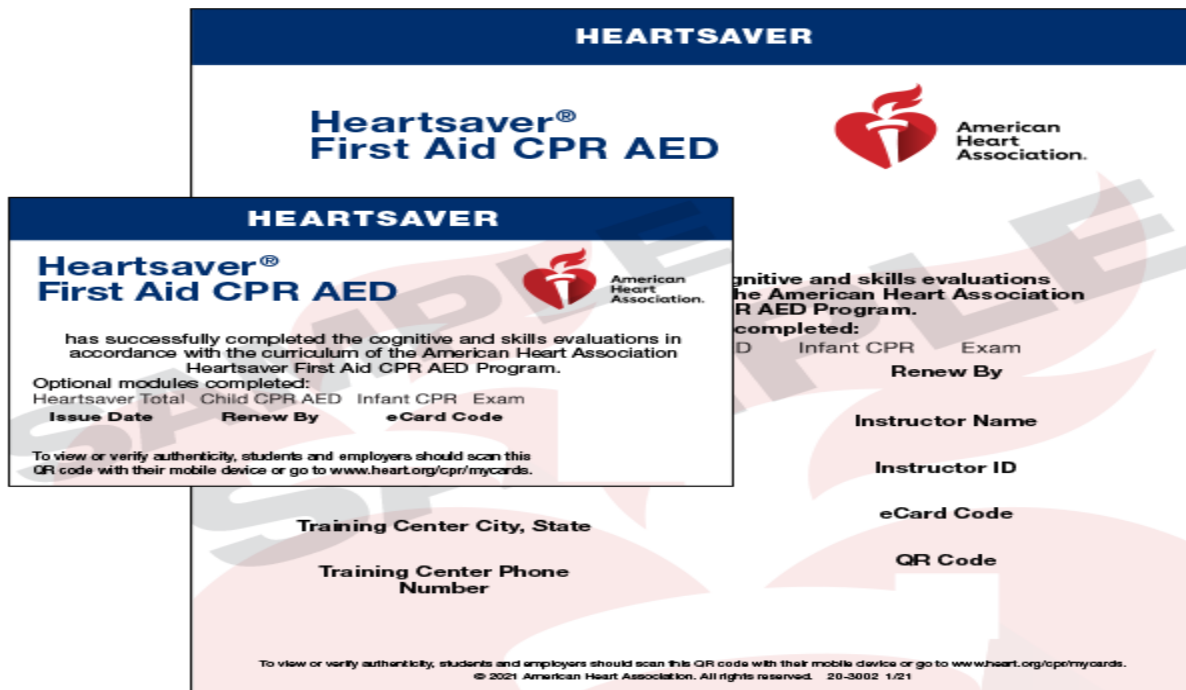 HEARTSAVER
Heartsaver®
First Aid CPR AED
American
Heart
Association.
HEARTSAVER
Heartsaver®
First Aid CPR AED
American
Heart
Association.
has successfully completed the cognitive and skills evaluations in
accordance with the curriculum of the American Heart Association
Heartsaver First Aid CPR AED Program.
Optional modules completed:
Heartsaver Total Child CPR AED Infant CPR Exam
Issue Date Renew By eCard Code
To view or verify authenticity, students and employers should scan this
QR code with their mobile device or go to www.heart.org/cpr/mycards.
SAMPLE
and skills evaluations
the American Heart Association
AED Program.
completed:
Infant CPR Exam
Renew By
Instructor Name
Instructor ID
eCard Code
QR Code
Training Center City, State
Training Center Phone
Number
SAMPLE
To view or verify authenticity, students and employers should scan this QR code with their mobile device or go to www.heart.org/cpr/mycards.
© 2021 American Heart Association. All rights reserved. 20-3002 1/21